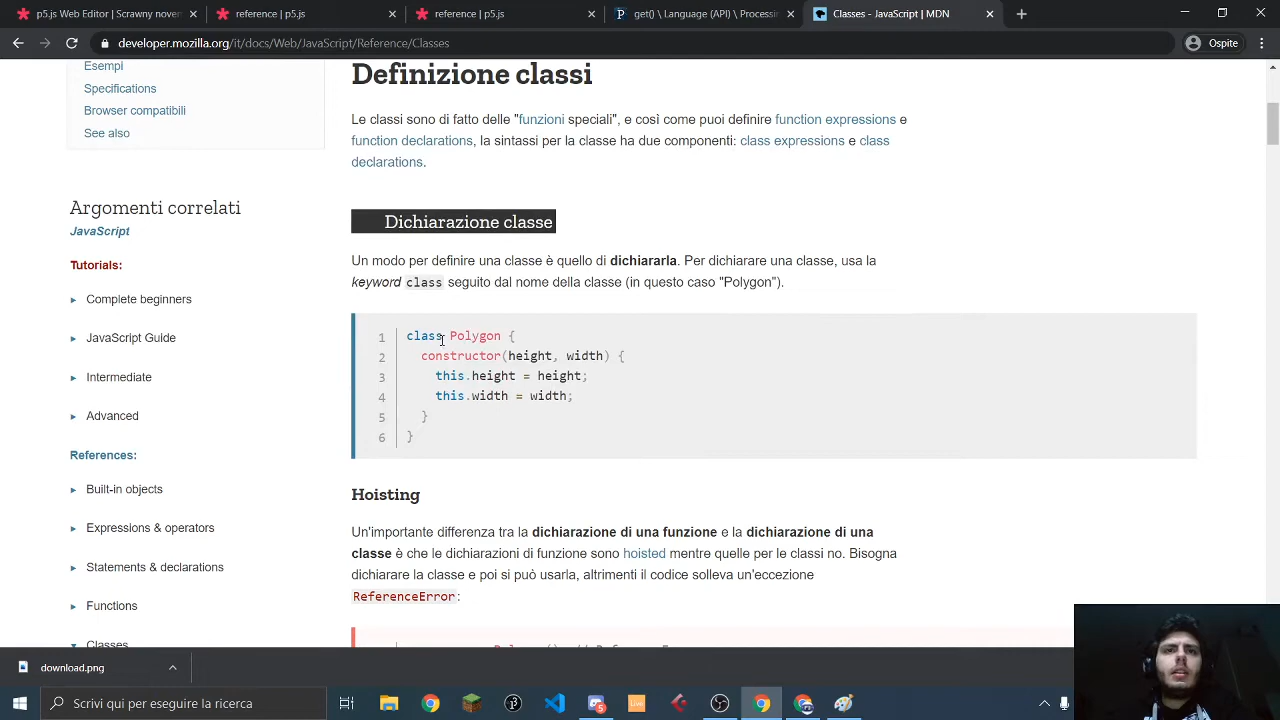 p5.js Web Editor | Scrawny noven
reference | p5.js
reference | p5.js
get() \ Language (API) \ Processin
Classes - JavaScript | MDN
developer.mozilla.org/it/docs/Web/JavaScript/Reference/Classes
Ospite
Esempi
Specifications
Browser compatibili
See also
Argomenti correlati
JavaScript
Tutorials:
Complete beginners
JavaScript Guide
Intermediate
Advanced
References:
Built-in objects
Expressions & operators
Statements & declarations
Functions
Classes
Definizione classi
Le classi sono di fatto delle "funzioni speciali", e così come puoi definire function expressions e
function declarations, la sintassi per la classe ha due componenti: class expressions e class
declarations.
Dichiarazione classe
Un modo per definire una classe è quello di dichiararla. Per dichiarare una classe, usa la
keyword class seguito dal nome della classe (in questo caso "Polygon").
1 class Polygon {
2 constructor(height, width) {
3 this.height = height;
4 this.width = width;
5 }
6 }
Hoisting
Un'importante differenza tra la dichiarazione di una funzione e la dichiarazione di una
classe è che le dichiarazioni di funzione sono hoisted mentre quelle per le classi no. Bisogna
dichiarare la classe e poi si può usarla, altrimenti il codice solleva un'eccezione
ReferenceError:
download.png
Scrivi qui per eseguire la ricerca
Live